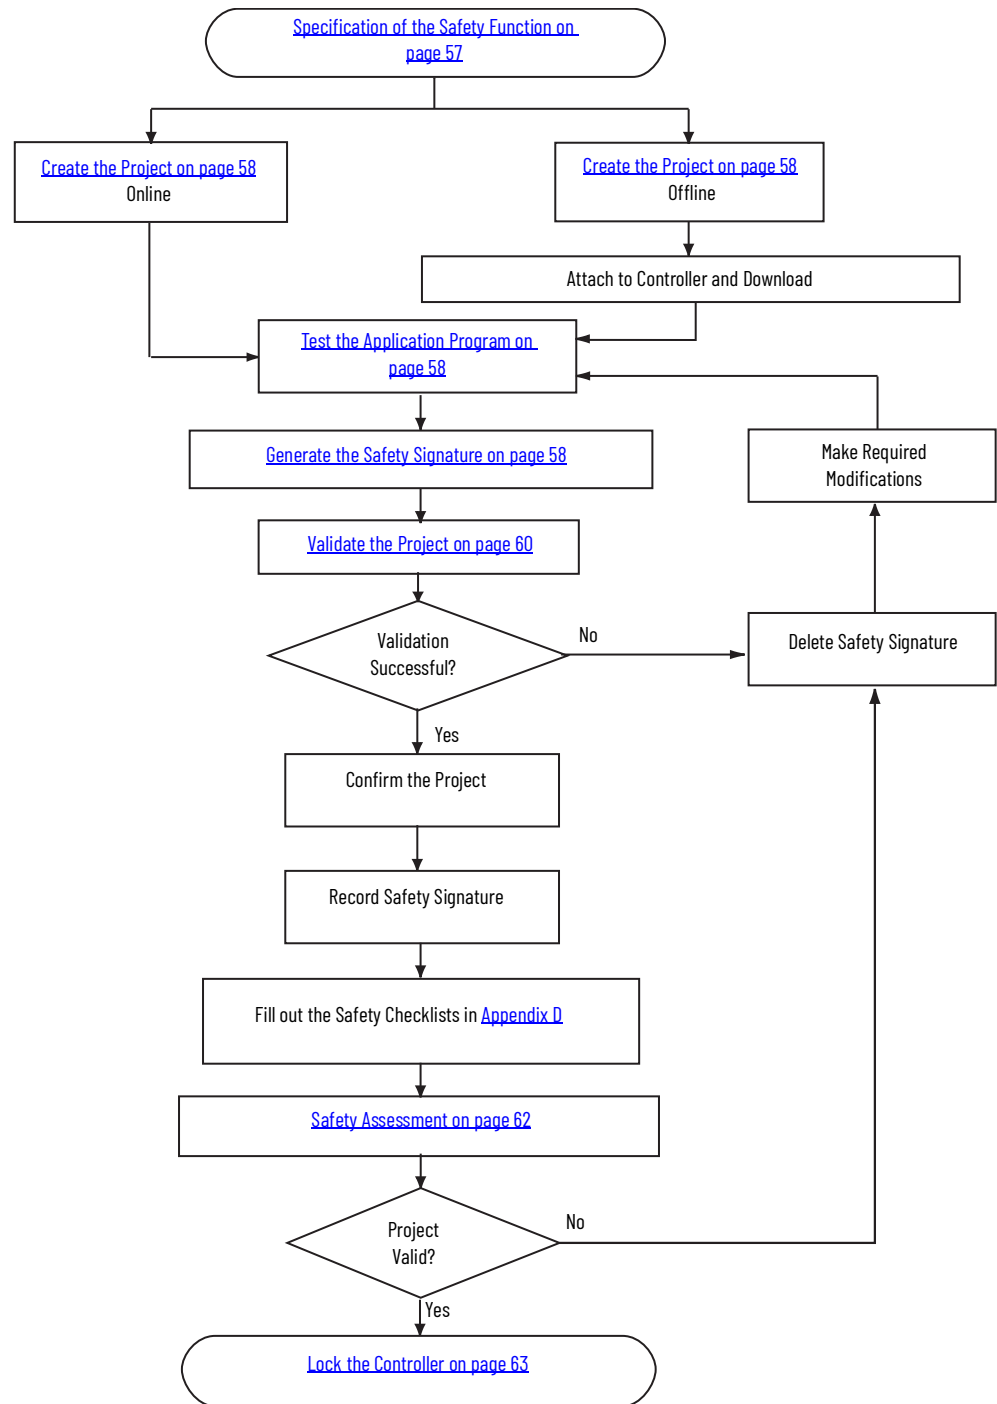 Specification of the Safety Function on
page 57
Create the Project on page 58
Online
Create the Project on page 58
Offline
Attach to Controller and Download
Test the Application Program on
page 58
Generate the Safety Signature on page 58
Make Required
Modifications
Validate the Project on page 60
Validation
Successful?
No
Delete Safety Signature
Yes
Confirm the Project
Record Safety Signature
Fill out the Safety Checklists in Appendix D
Safety Assessment on page 62
Project
Valid?
No
Yes
Lock the Controller on page 63